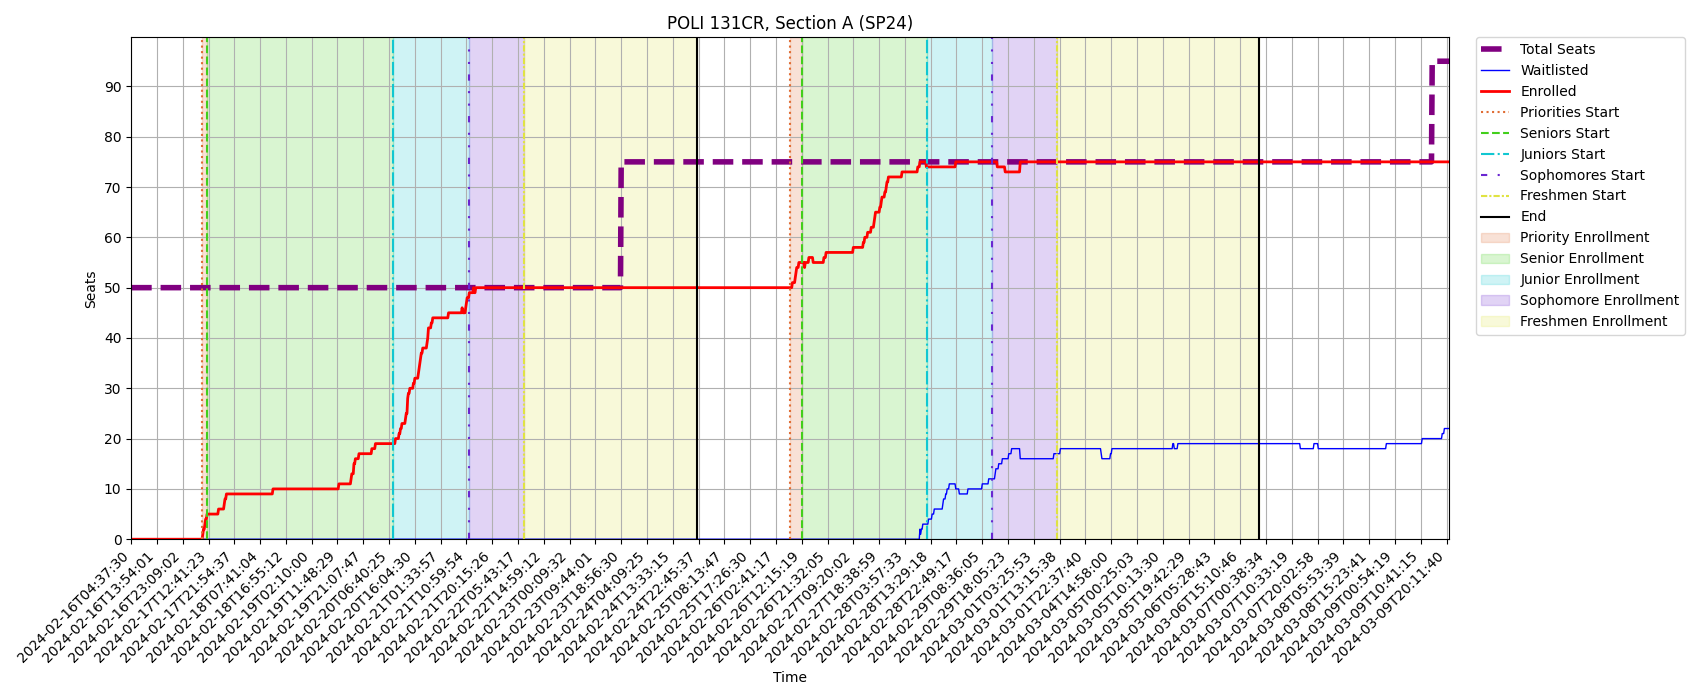 POLI 131CR, Section A (SP24)
Total Seats
Waitlisted
Enrolled
Priorities Start
Seniors Start
Juniors Start
Sophomores Start
Freshmen Start
End
Priority Enrollment
Senior Enrollment
Junior Enrollment
Sophomore Enrollment
Freshmen Enrollment
Seats
90
80
70
60
50
40
30
20
10
0
2024-02-16T04:37:30
2024-02-16T13:54:01
2024-02-16T23:09:02
2024-02-17T12:41:23
2024-02-17T21:54:37
2024-02-18T07:41:04
2024-02-18T16:55:12
2024-02-19T02:10:00
2024-02-19T11:48:29
2024-02-19T21:07:47
2024-02-20T06:40:25
2024-02-20T16:04:30
2024-02-21T01:33:57
2024-02-21T10:59:54
2024-02-21T20:15:26
2024-02-22T05:43:17
2024-02-22T14:59:12
2024-02-23T00:09:32
2024-02-23T09:44:01
2024-02-23T18:56:30
2024-02-24T04:09:25
2024-02-24T13:33:15
2024-02-24T22:45:37
2024-02-25T08:13:47
2024-02-25T17:26:30
2024-02-26T02:41:17
2024-02-26T12:15:19
2024-02-26T21:32:05
2024-02-27T09:20:02
2024-02-27T18:38:59
2024-02-28T03:57:33
2024-02-28T13:29:18
2024-02-28T22:49:17
2024-02-29T08:36:05
2024-02-29T18:05:23
2024-03-01T03:25:53
2024-03-01T13:15:38
2024-03-01T22:37:40
2024-03-04T14:58:00
2024-03-05T00:25:03
2024-03-05T10:13:30
2024-03-05T19:42:29
2024-03-06T05:28:43
2024-03-06T15:10:46
2024-03-07T00:38:34
2024-03-07T10:33:19
2024-03-07T20:02:58
2024-03-08T05:53:39
2024-03-08T15:23:41
2024-03-09T00:54:19
2024-03-09T10:41:15
2024-03-09T20:11:40
Time